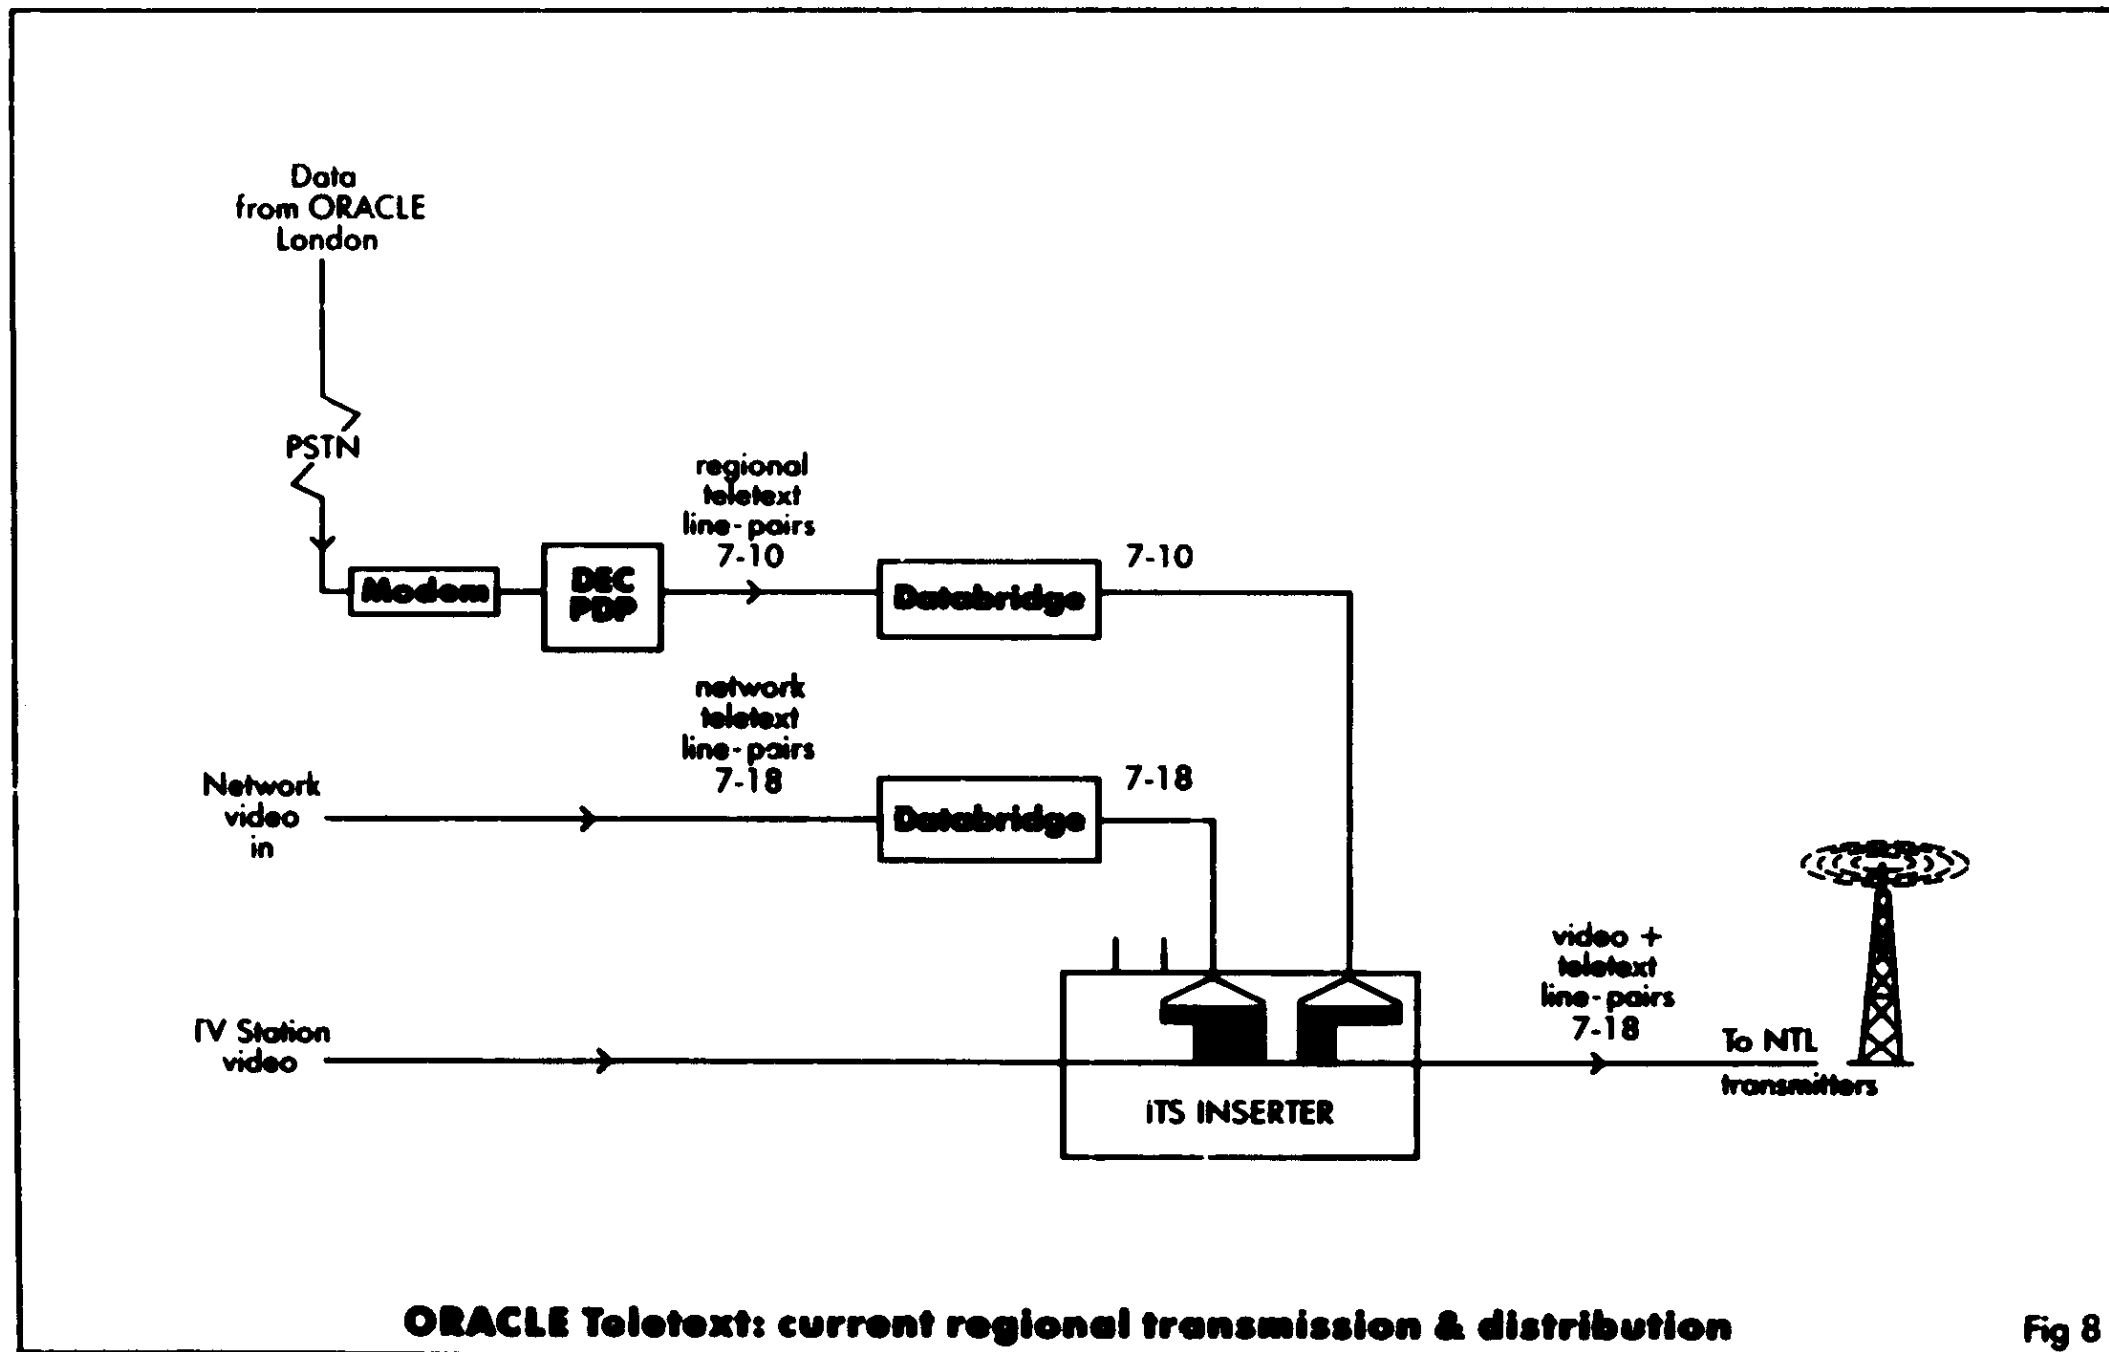 Data
from ORACLE
London
PSTN
regional
teletext
line-pairs
7-10
7-10
Modem
DEC
PDP
Databridge
network
teletext
line-pairs
7-18
7-18
Network
video
in
Databridge
video +
teletext
line-pairs
7-18
TV Station
video
To NTL
transmitters
ITS INSERTER
ORACLE Teletext: current regional transmission & distribution
Fig 8